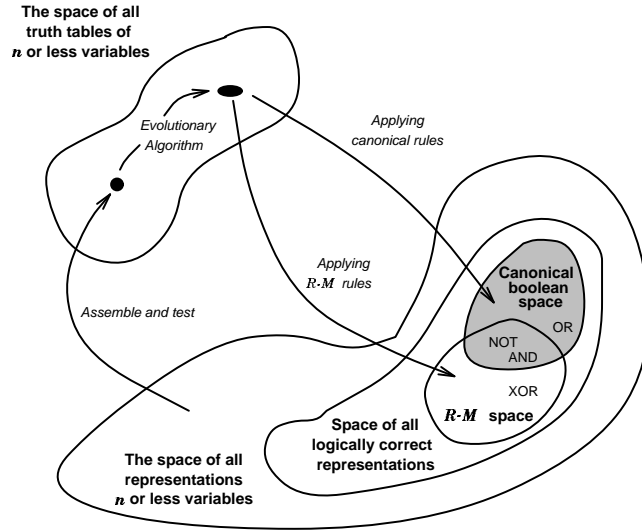 The space of all
truth tables of
n or less variables
Evolutionary
Algorithm
Applying
canonical rules
Applying
R-M rules
Assemble and test
Canonical
boolean
space
OR
NOT
AND
XOR
R-M space
Space of all
logically correct
representations
The space of all
representations
n or less variables